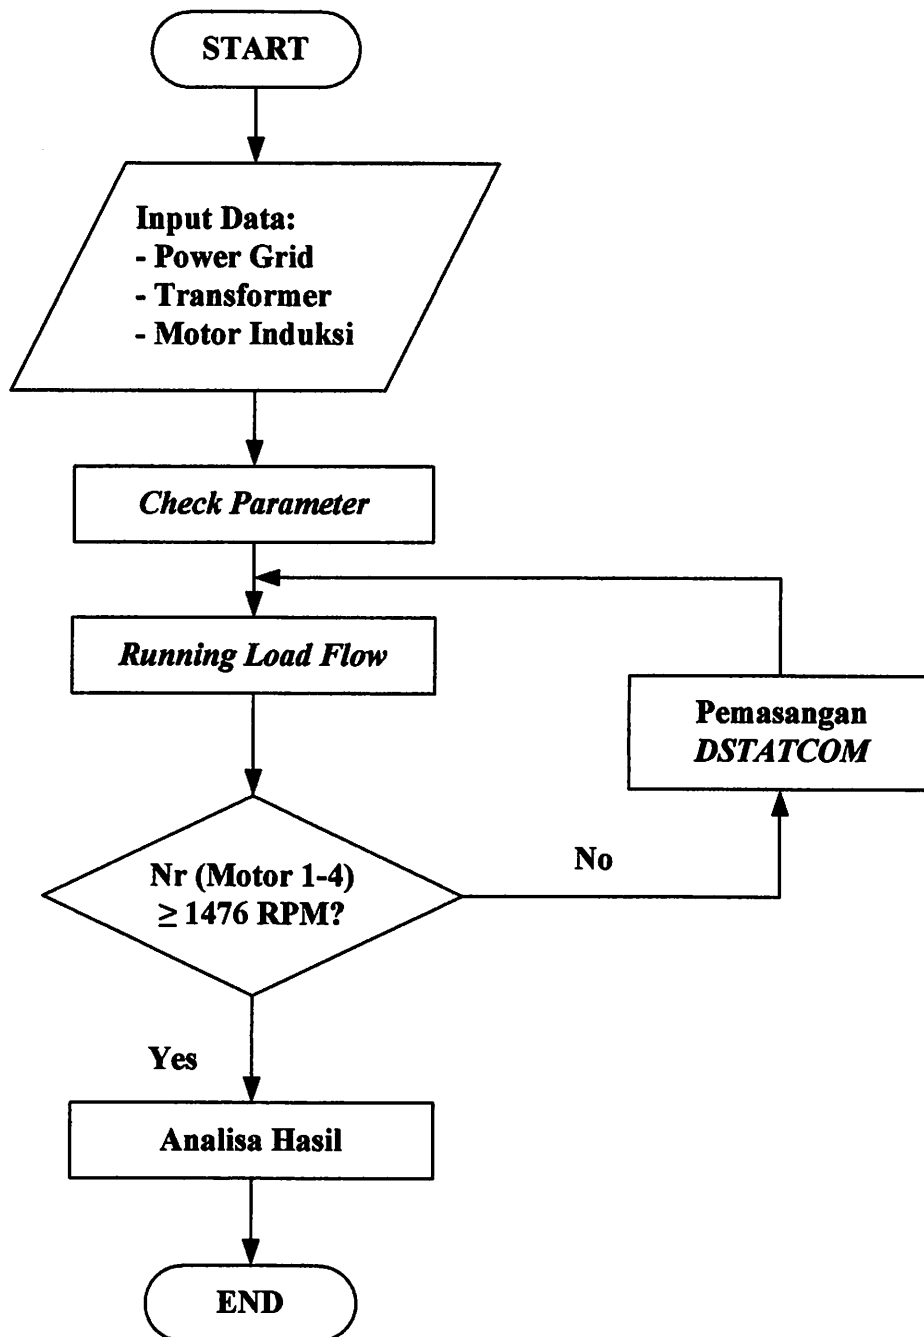 START
Input Data:
- Power Grid
- Transformer
- Motor Induksi
Check Parameter
Running Load Flow
Pemasangan
DSTATCOM
Nr (Motor 1-4)
≥ 1476 RPM?
No
Yes
Analisa Hasil
END